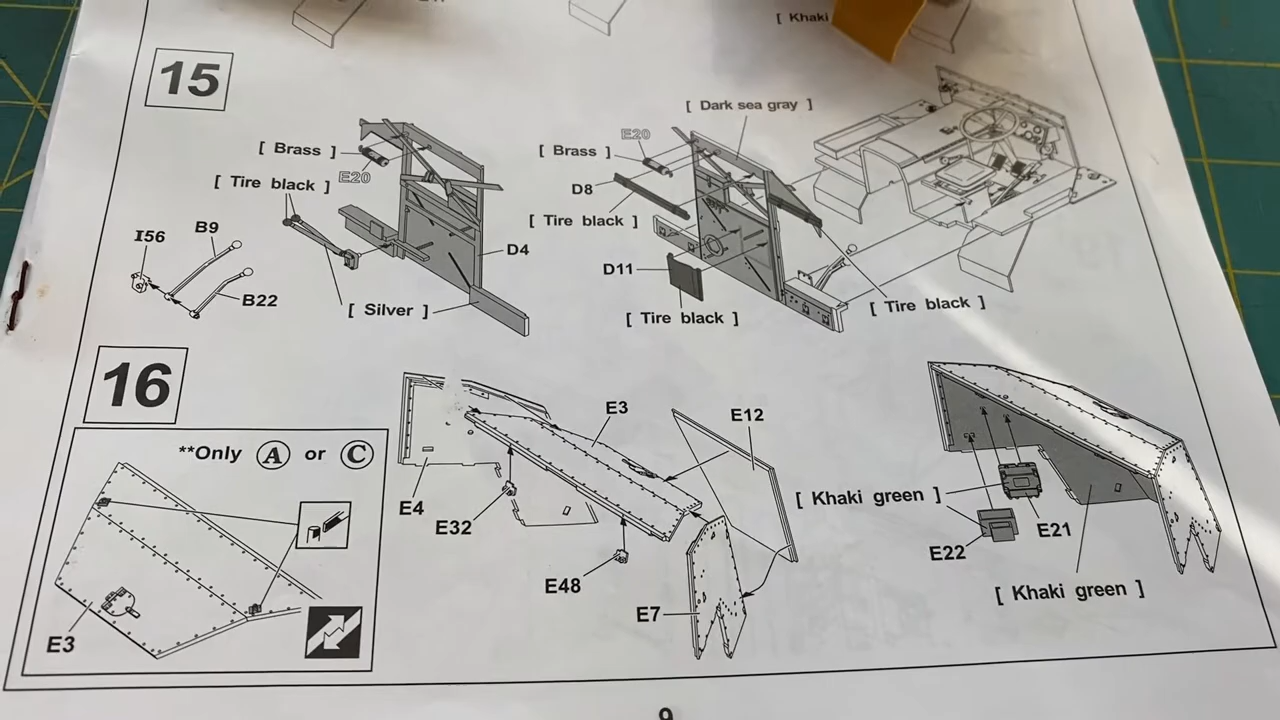 [ Khaki
15
[ Dark sea gray ]
[ Brass ]
E20
[ Brass ]
E20
[ Tire black ]
D8
[ Tire black ]
I56
B9
B22
D4
D11
[ Silver ]
[ Tire black ]
[ Tire black ]
16
**Only A or C
E3
E3
E12
E4
E32
E48
E7
[ Khaki green ]
E21
E22
[ Khaki green ]
9